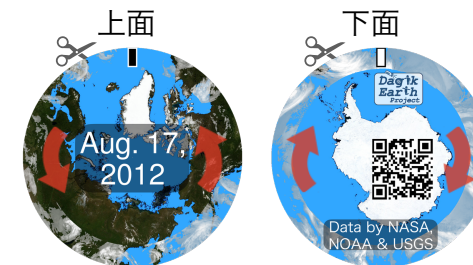 上面
下面
Aug. 17,
2012
Dagik
Earth
Project
Data by NASA,
NOAA & USGS